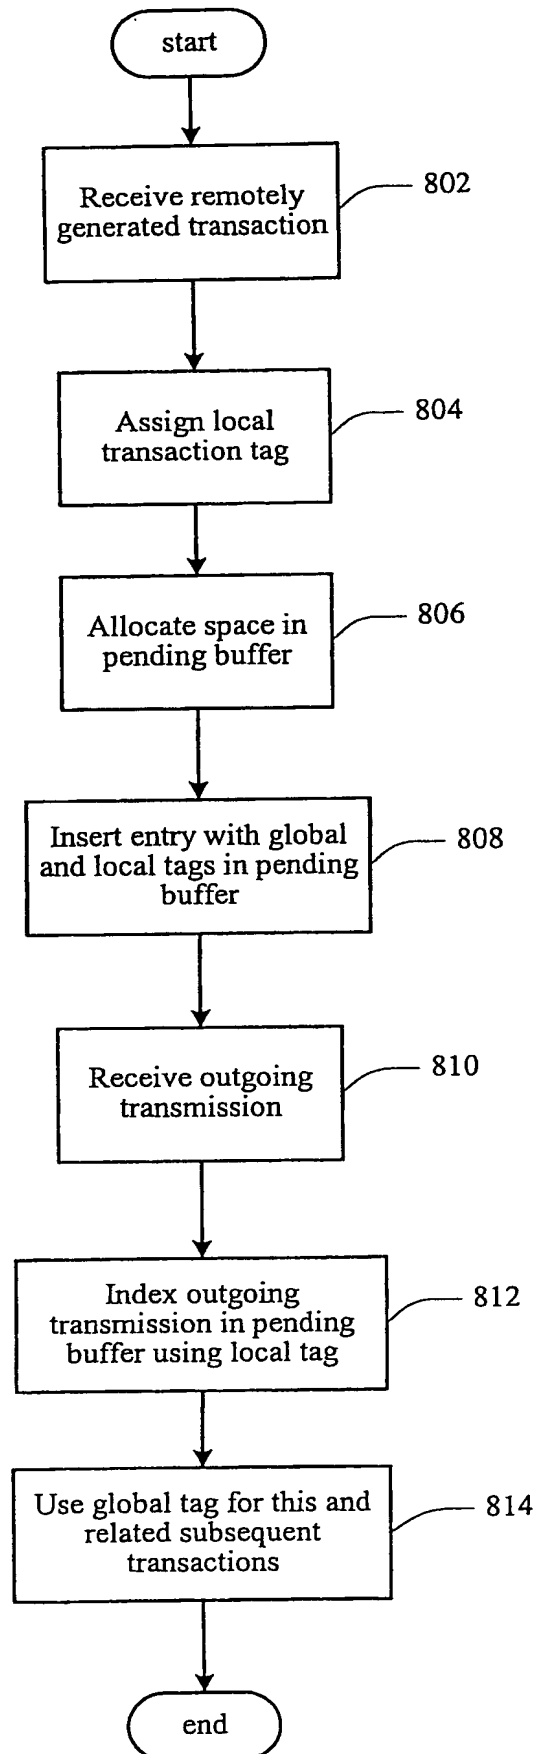 start
Receive remotely
generated transaction
802
Assign local
transaction tag
804
Allocate space in
pending buffer
806
Insert entry with global
and local tags in pending
buffer
808
Receive outgoing
transmission
810
Index outgoing
transmission in pending
buffer using local tag
812
Use global tag for this and
related subsequent
transactions
814
end